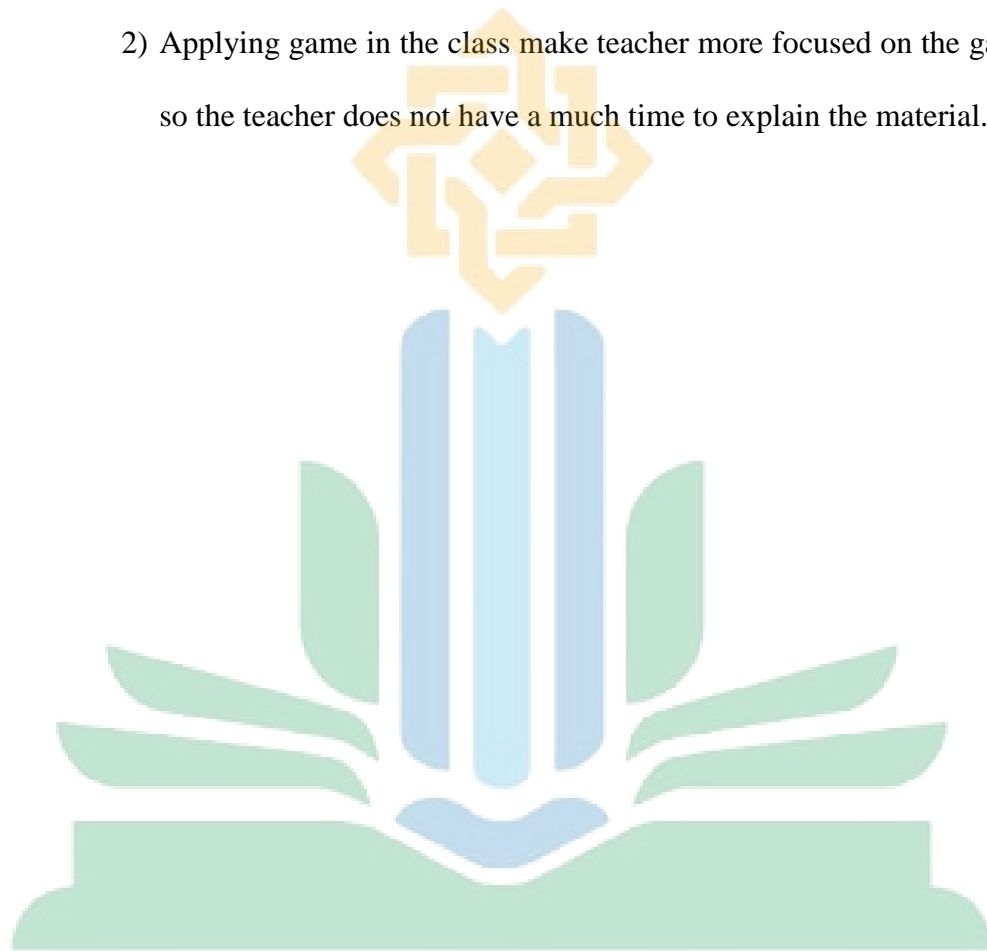 2) Applying game in the class make teacher more focused on the
so the teacher does not have a much time to explain the material.